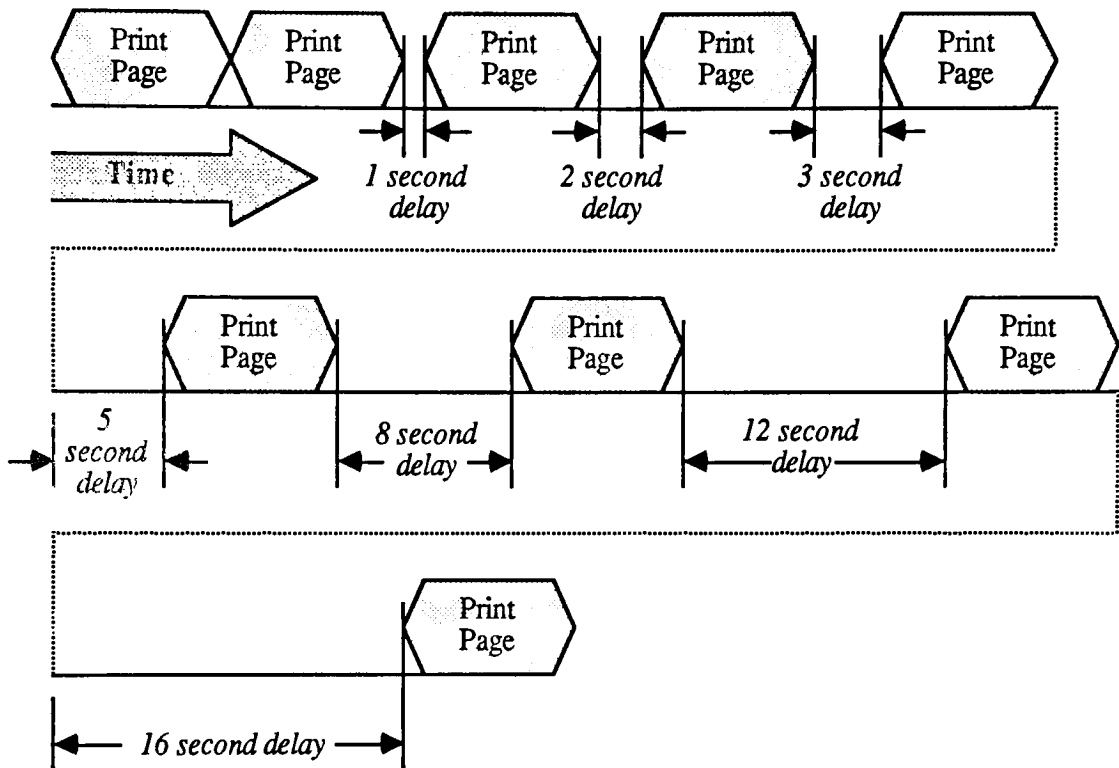 Print
Page
Print
Page
Print
Page
Print
Page
Print
Page
Time
1 second
delay
2 second
delay
3 second
delay
Print
Page
Print
Page
Print
Page
5
second
delay
8 second
delay
12 second
delay
Print
Page
16 second delay